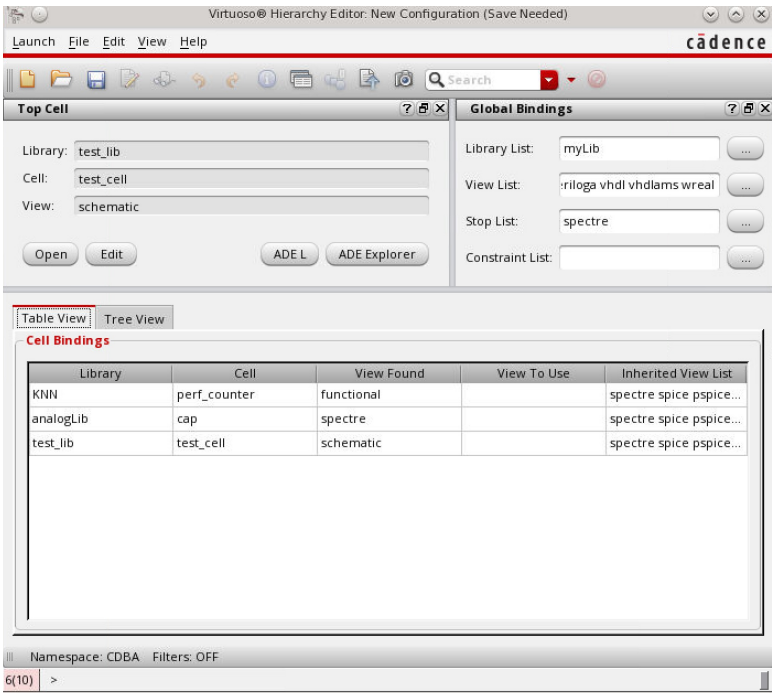 Virtuoso® Hierarchy Editor: New Configuration (Save Needed)
Launch File Edit View Help
cādence
Search
Top Cell
Library: test_lib
Cell: test_cell
View: schematic
Open Edit ADE L ADE Explorer
Global Bindings
Library List: myLib
View List: riloga vhdl vhdlams wreal
Stop List: spectre
Constraint List:
Table View Tree View
Cell Bindings
Library Cell View Found View To Use Inherited View List
KNN perf_counter functional spectre spice pspice...
analogLib cap spectre spectre spice pspice...
test_lib test_cell schematic spectre spice pspice...
Namespace: CDBA Filters: OFF
6(10) >